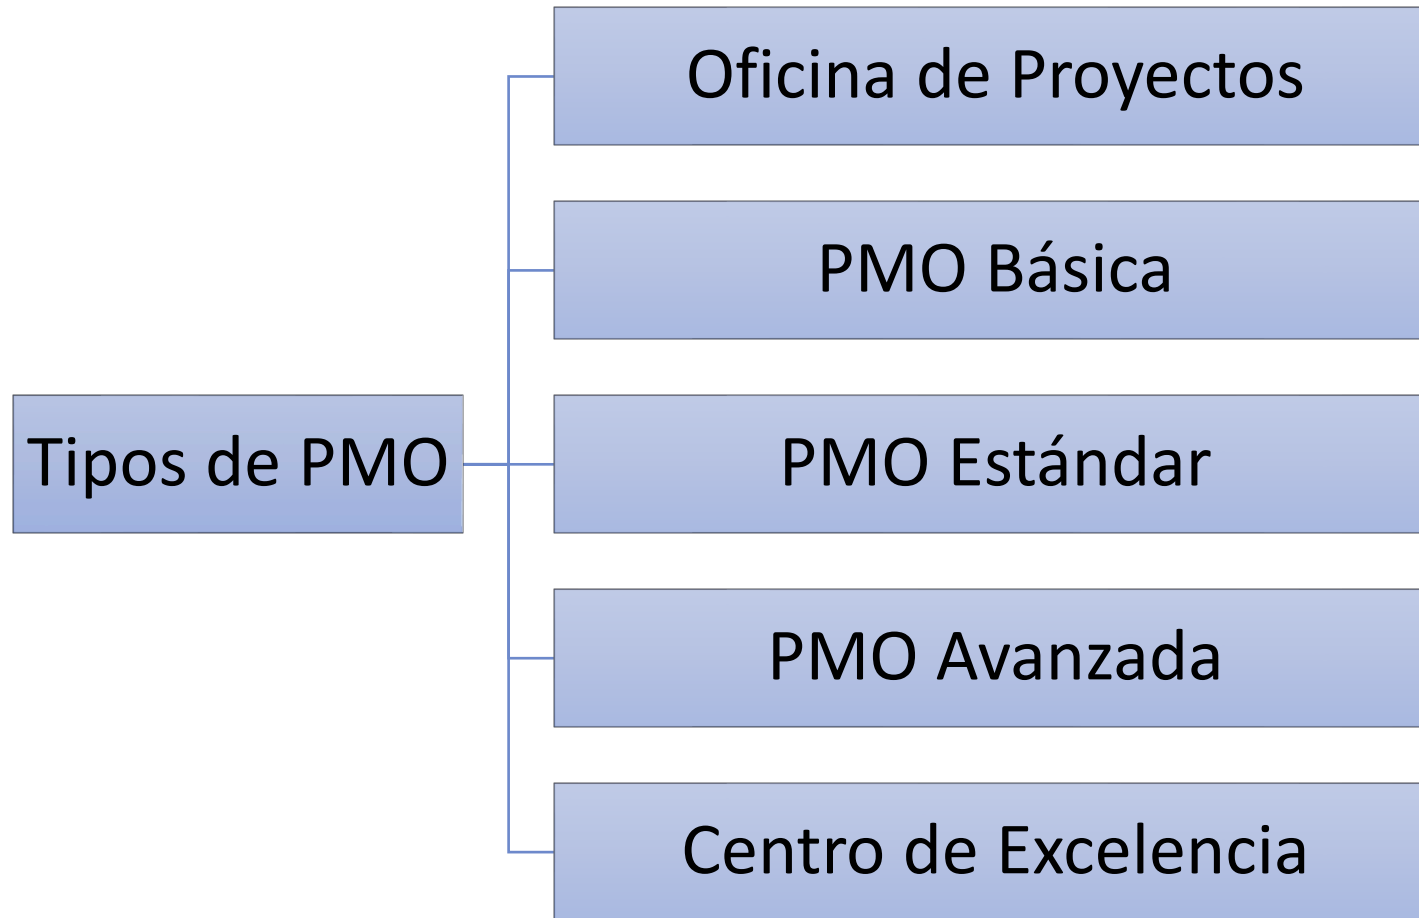 Oficina de Proyectos
PMO Básica
Tipos de PMO
PMO Estándar
PMO Avanzada
Centro de Excelencia